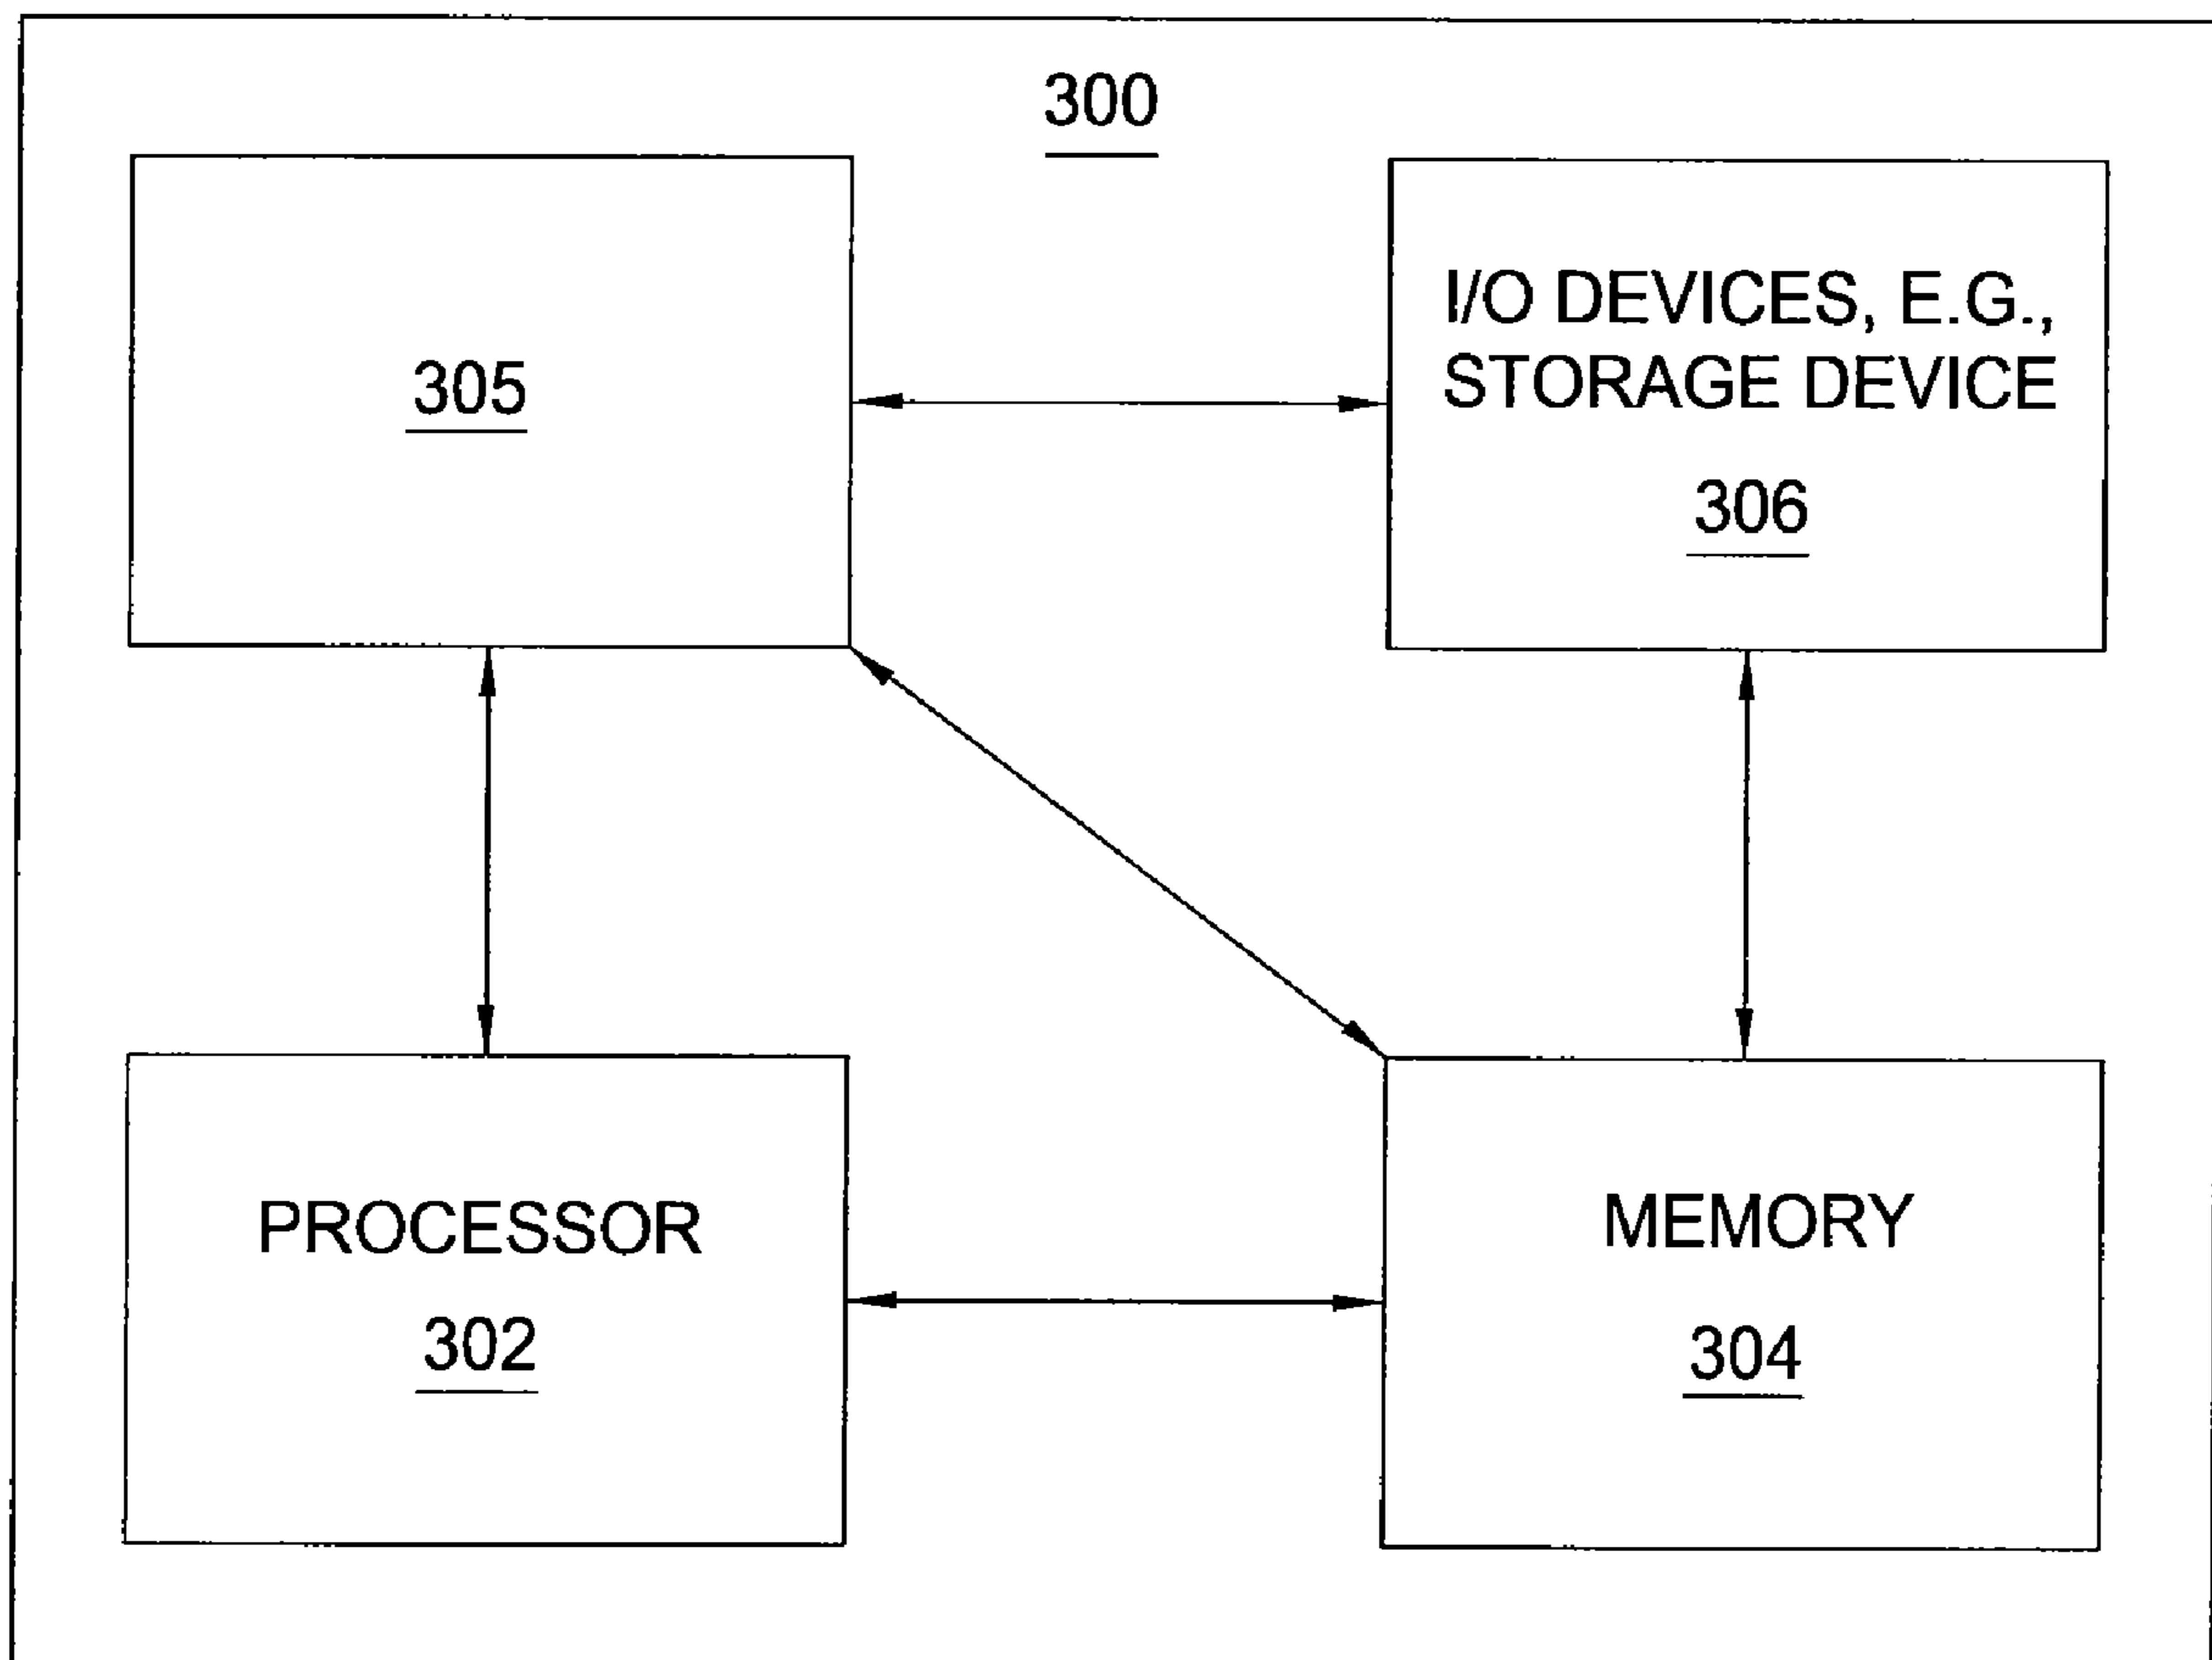 300
305
I/O DEVICES, E.G.,
STORAGE DEVICE
306
PROCESSOR
302
MEMORY
304